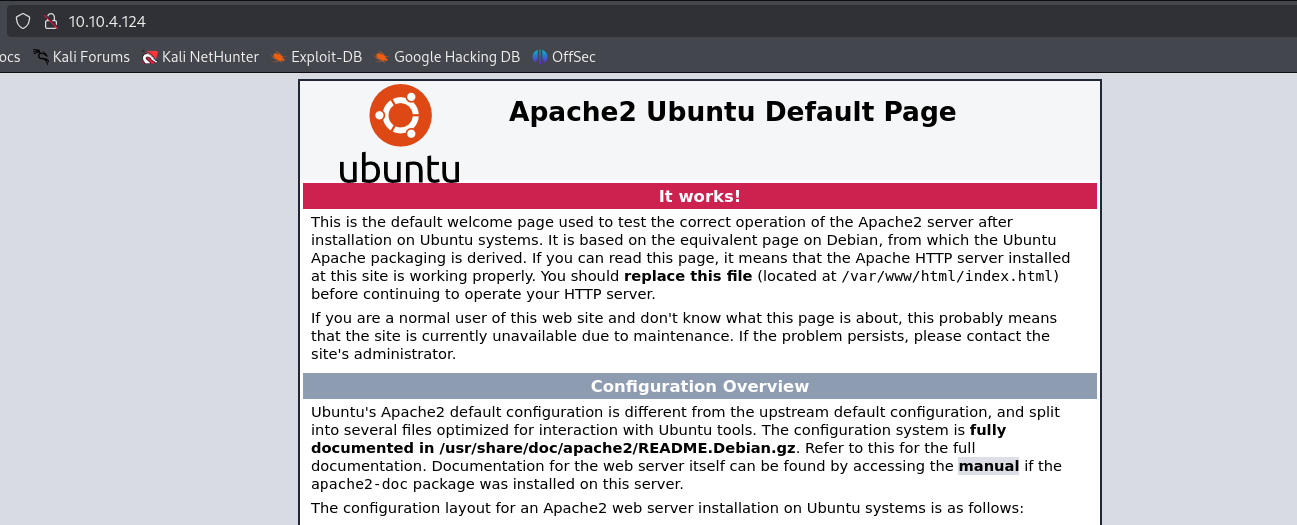 10.10.4.124
ocs Kali Forums Kali NetHunter Exploit-DB Google Hacking DB OffSec
Apache2 Ubuntu Default Page
ubuntu
It works!
This is the default welcome page used to test the correct operation of the Apache2 server after
installation on Ubuntu systems. It is based on the equivalent page on Debian, from which the Ubuntu
Apache packaging is derived. If you can read this page, it means that the Apache HTTP server installed
at this site is working properly. You should replace this file (located at /var/www/html/index.html)
before continuing to operate your HTTP server.
If you are a normal user of this web site and don't know what this page is about, this probably means
that the site is currently unavailable due to maintenance. If the problem persists, please contact the
site's administrator.
Configuration Overview
Ubuntu's Apache2 default configuration is different from the upstream default configuration, and split
into several files optimized for interaction with Ubuntu tools. The configuration system is fully
documented in /usr/share/doc/apache2/README.Debian.gz. Refer to this for the full
documentation. Documentation for the web server itself can be found by accessing the manual if the
apache2-doc package was installed on this server.
The configuration layout for an Apache2 web server installation on Ubuntu systems is as follows: